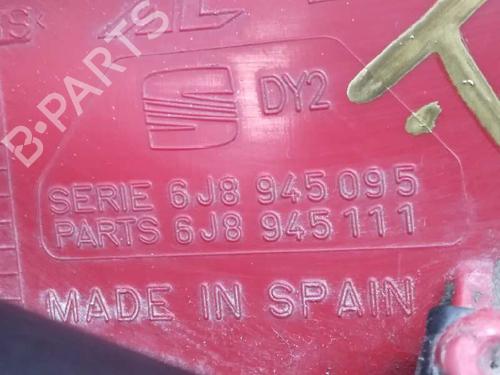 DY2
SERIE 6J8 945 095
PARTS 6J8 945 111
MADE IN SPAIN
B-PARTS